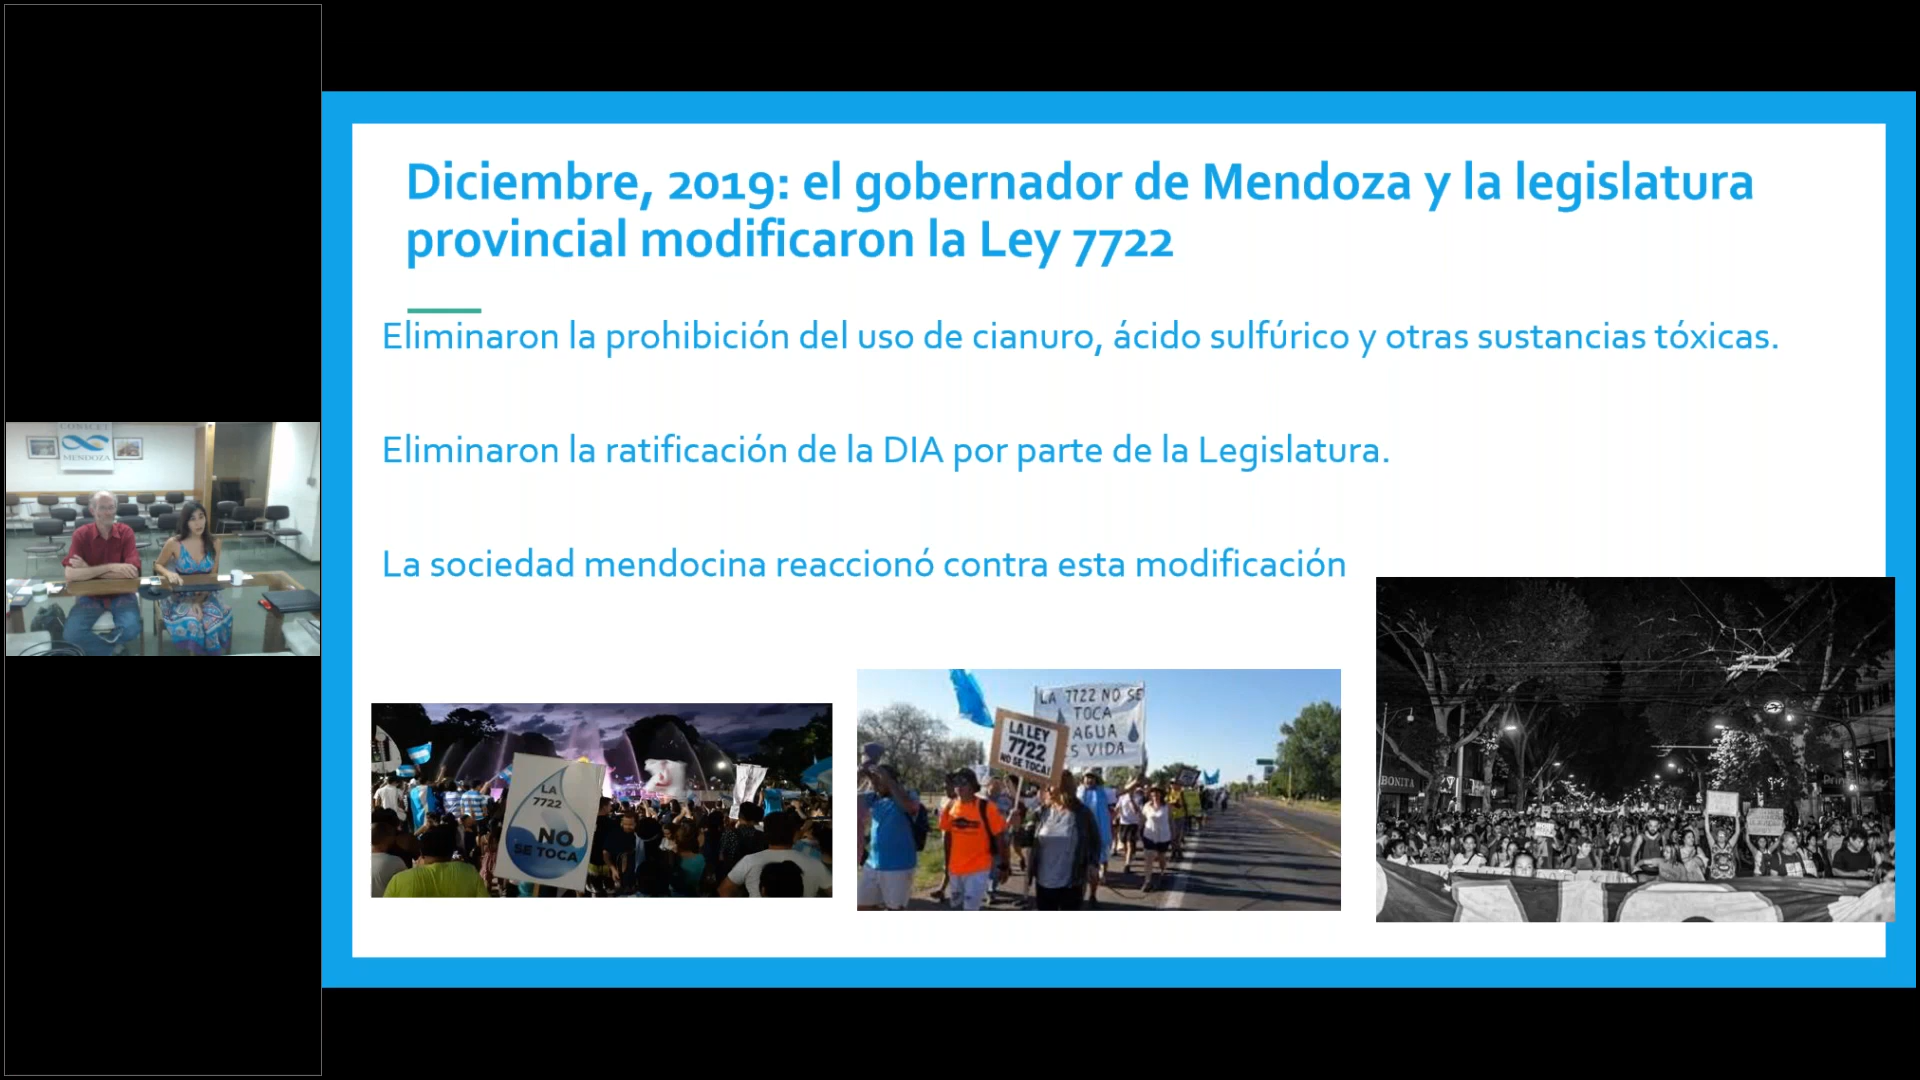 CONICET
MENDOZA
Diciembre, 2019: el gobernador de Mendoza y la legislatura
provincial modificaron la Ley 7722
Eliminaron la prohibición del uso de cianuro, ácido sulfúrico y otras sustancias tóxicas.
Eliminaron la ratificación de la DIA por parte de la Legislatura.
La sociedad mendocina reaccionó contra esta modificación
LA
7722
NO
SE TOCA
LA LEY
7722
NO SE TOCA!
LA 7722 NO SE
TOCA
AGUA
S VIDA
BONITA